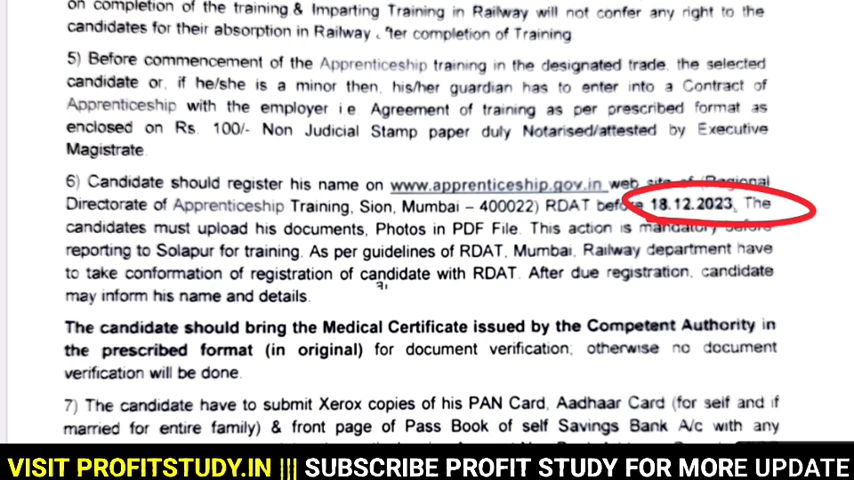 on completion of the training & Imparting Training in Railway will not confer any right to the
candidates for their absorption in Railway after completion of Training
5) Before commencement of the Apprenticeship training in the designated trade, the selected
candidate or, if he/she is a minor then, his/her guardian has to enter into a Contract of
Apprenticeship with the employer i.e. Agreement of training as per prescribed format as
enclosed on Rs. 100/- Non Judicial Stamp paper duly Notarised/attested by Executive
Magistrate.
6) Candidate should register his name on www.apprenticeship.gov.in web site of (Regional
Directorate of Apprenticeship Training, Sion, Mumbai – 400022) RDAT before 18.12.2023, The
candidates must upload his documents, Photos in PDF File. This action is mandatory before
reporting to Solapur for training. As per guidelines of RDAT, Mumbai, Railway department have
to take conformation of registration of candidate with RDAT. After due registration, candidate
may inform his name and details.
The candidate should bring the Medical Certificate issued by the Competent Authority in
the prescribed format (in original) for document verification; otherwise no document
verification will be done.
7) The candidate have to submit Xerox copies of his PAN Card, Aadhaar Card (for self and if
married for entire family) & front page of Pass Book of self Savings Bank A/c with any
VISIT PROFITSTUDY.IN ||| SUBSCRIBE PROFIT STUDY FOR MORE UPDATE